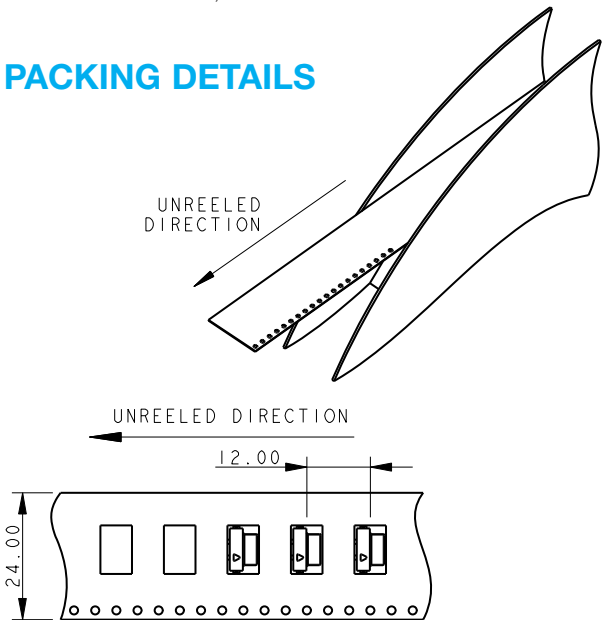 PACKING DETAILS
UNREELED
DIRECTION
UNREELED DIRECTION
12.00
24.00